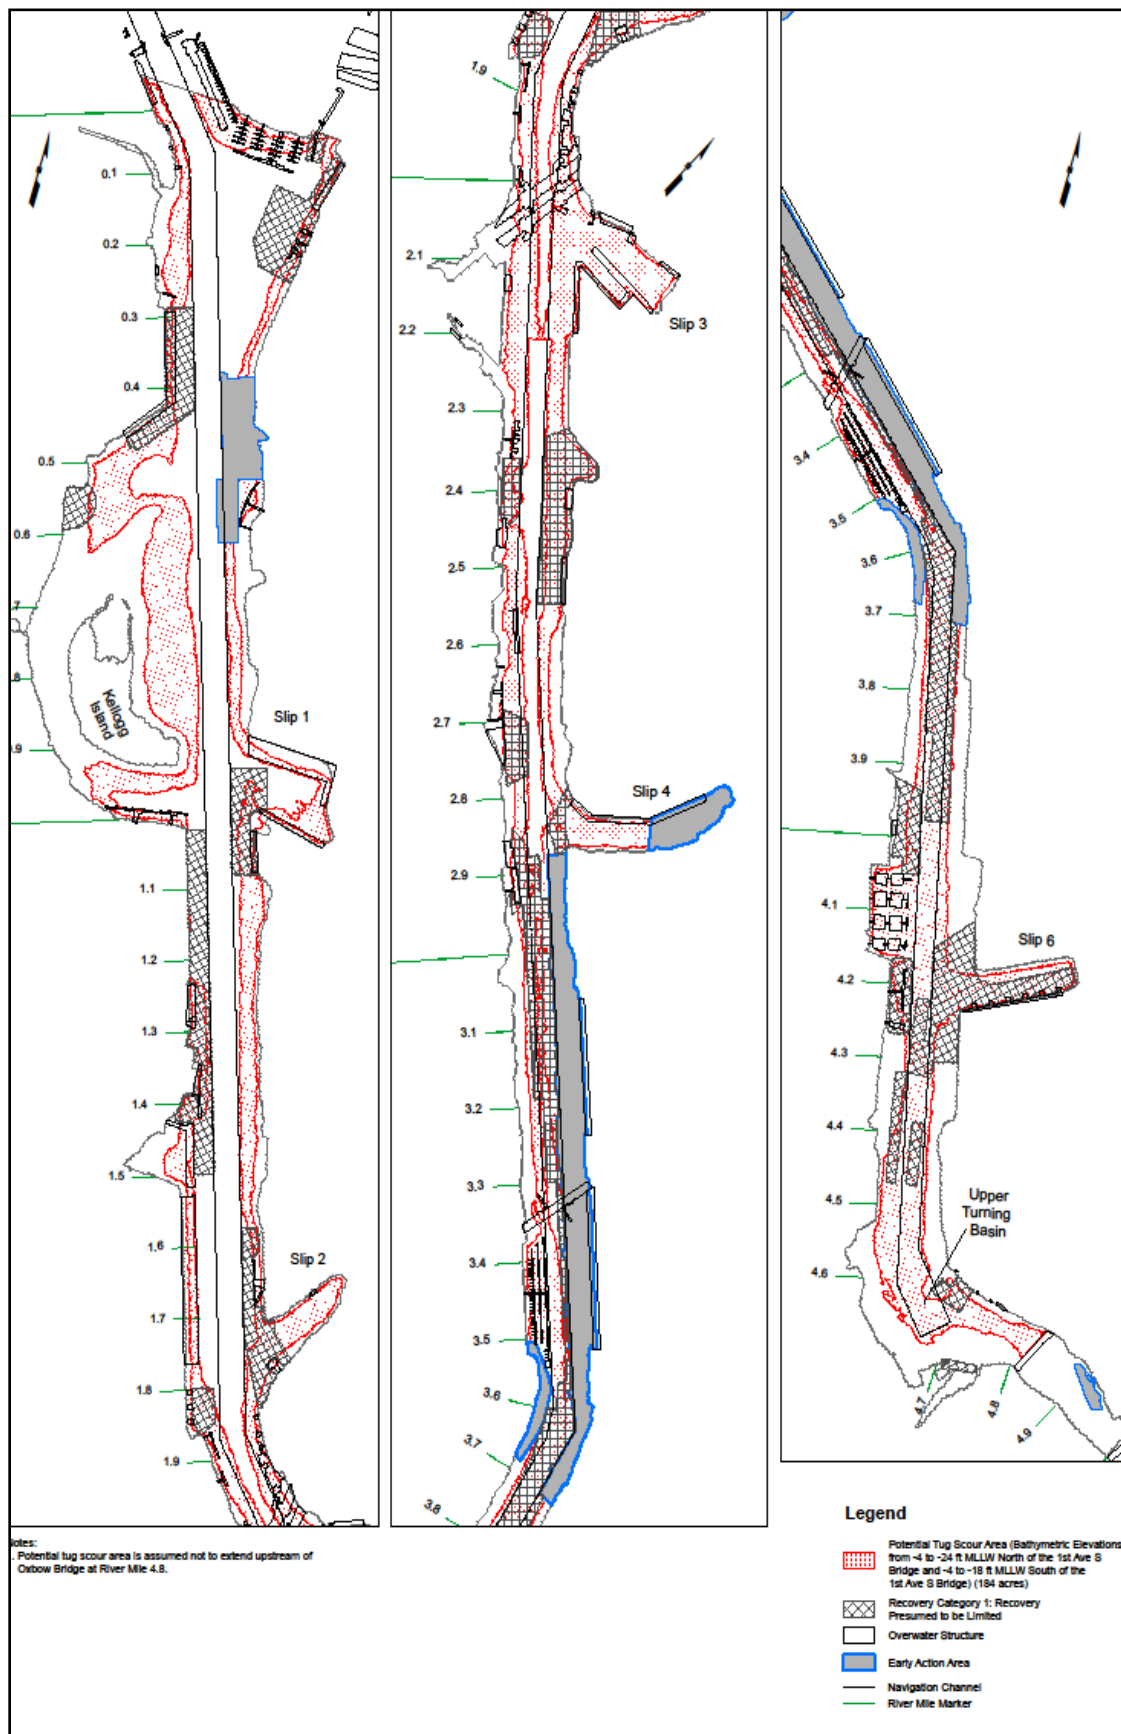 0.1
0.2
0.3
0.4
0.5
0.6
.7
.8
0.9
Kellogg
Island
Slip 1
1.1
1.2
1.3
1.4
1.5
1.6
Slip 2
1.7
1.8
1.9
1.9
2.1
2.2
Slip 3
2.3
2.4
2.5
2.6
2.7
2.8
Slip 4
2.9
3.1
3.2
3.3
3.4
3.5
3.6
3.7
3.8
3.4
3.5
3.6
3.7
3.8
3.9
4.1
Slip 6
4.2
4.3
4.4
4.5
Upper
Turning
Basin
4.6
4.7
4.8
4.9
Notes:
. Potential tug scour area is assumed not to extend upstream of
Oxbow Bridge at River Mile 4.8.
Legend
Potential Tug Scour Area (Bathymetric Elevations
from -4 to -24 ft MLLW North of the 1st Ave S
Bridge and -4 to -18 ft MLLW South of the
1st Ave S Bridge) (184 acres)
Recovery Category 1: Recovery
Presumed to be Limited
Overwater Structure
Early Action Area
Navigation Channel
River Mile Marker